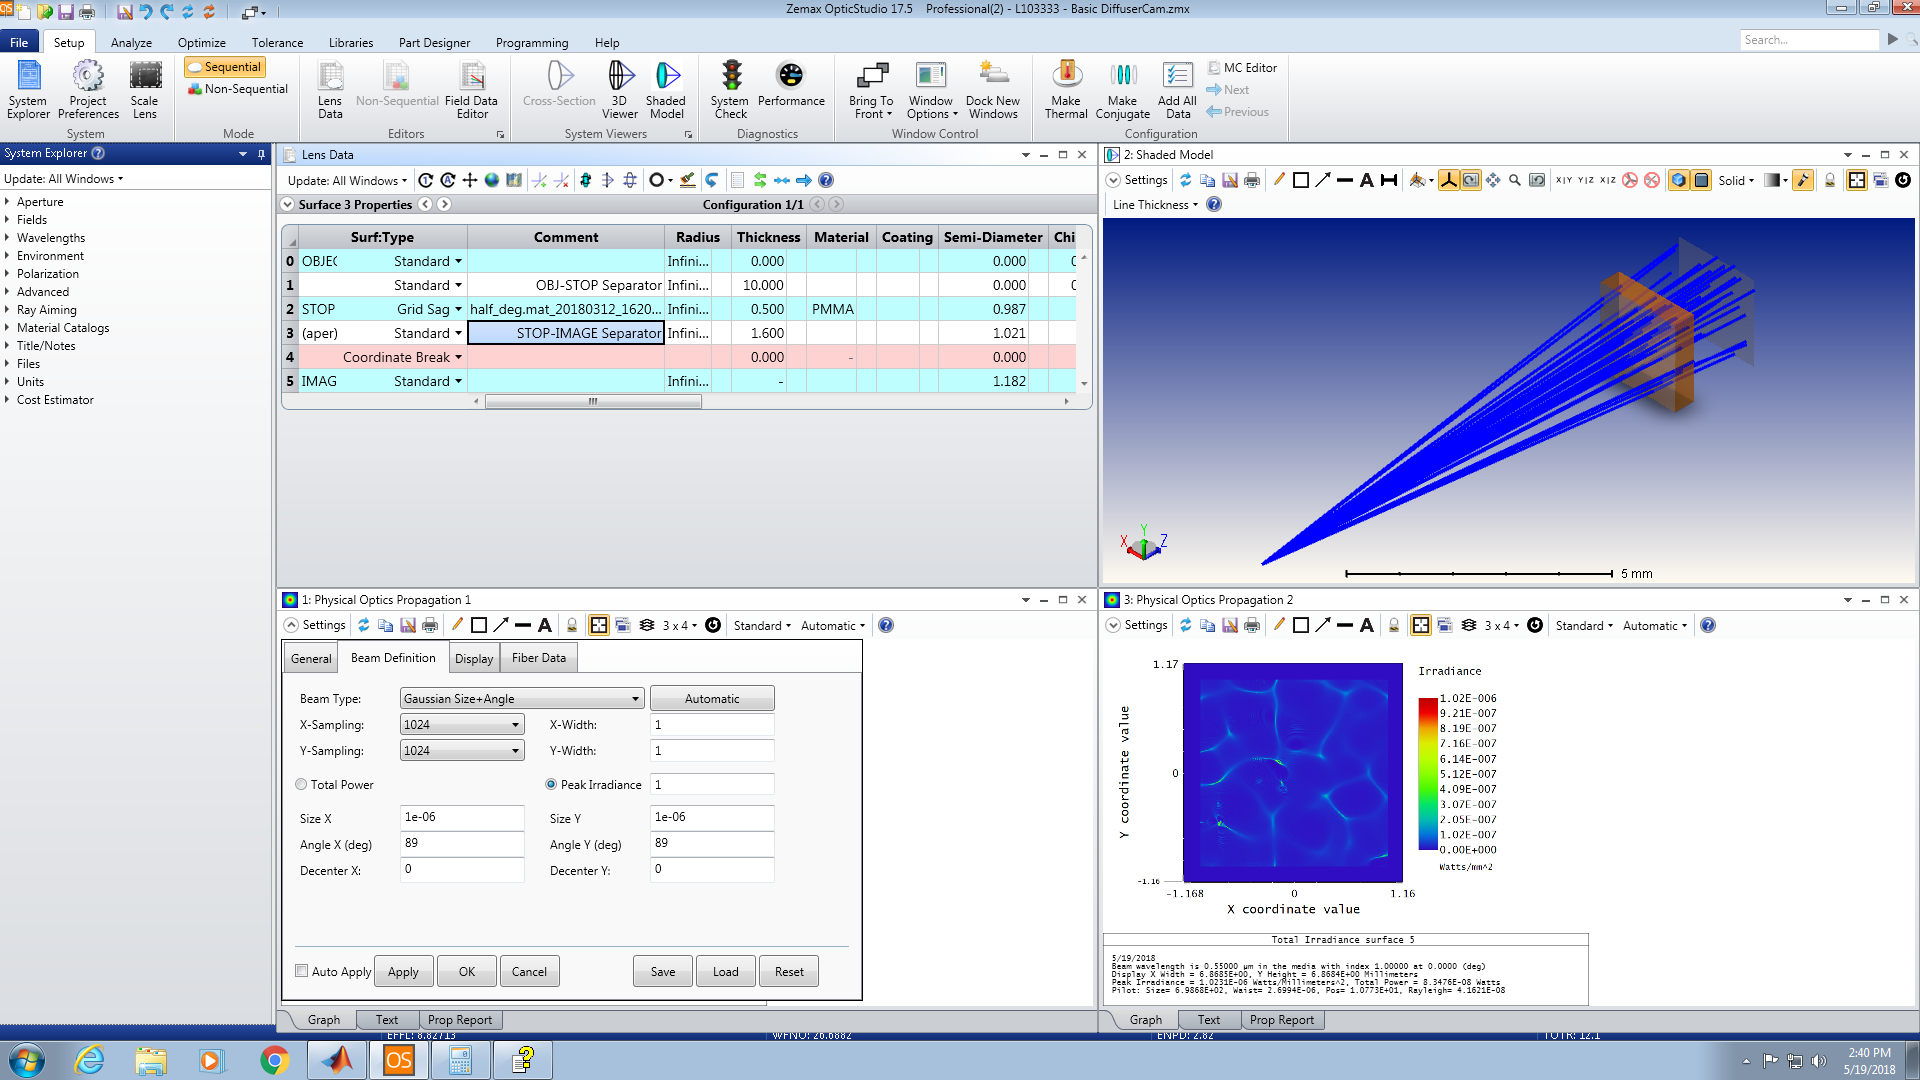 Zemax OpticStudio 17.5    Professional(2) - L103333 - Basic DiffuserCam.zmx
File Setup Analyze Optimize Tolerance Libraries Part Designer Programming Help Search...
System Explorer Project Preferences Scale Lens
System
Sequential
Non-Sequential
Mode
Lens Data Non-Sequential Field Data Editor
Editors
Cross-Section 3D Viewer Shaded Model
System Viewers
System Check Performance
Diagnostics
Bring To Front Window Options Dock New Windows
Window Control
Make Thermal Make Conjugate Add All Data
MC Editor
Next
Previous
Configuration
System Explorer
Update: All Windows
Aperture
Fields
Wavelengths
Environment
Polarization
Advanced
Ray Aiming
Material Catalogs
Title/Notes
Files
Units
Cost Estimator
Lens Data
Update: All Windows
Surface 3 Properties Configuration 1/1
Surf:Type Comment Radius Thickness Material Coating Semi-Diameter Chi
0 OBJEC Standard Infini... 0.000 0.000 0
1 Standard OBJ-STOP Separator Infini... 10.000 0.000 0
2 STOP Grid Sag half_deg.mat_20180312_1620... Infini... 0.500 PMMA 0.987
3 (aper) Standard STOP-IMAGE Separator Infini... 1.600 1.021
4 Coordinate Break 0.000 - 0.000
5 IMAG Standard Infini... - 1.182
2: Shaded Model
Settings X|Y Y|Z X|Z Solid
Line Thickness
X Y Z
5 mm
1: Physical Optics Propagation 1
Settings 3 x 4 Standard Automatic
General Beam Definition Display Fiber Data
Beam Type: Gaussian Size+Angle Automatic
X-Sampling: 1024 X-Width: 1
Y-Sampling: 1024 Y-Width: 1
Total Power Peak Irradiance 1
Size X 1e-06 Size Y 1e-06
Angle X (deg) 89 Angle Y (deg) 89
Decenter X: 0 Decenter Y: 0
Auto Apply Apply OK Cancel Save Load Reset
Graph Text Prop Report
3: Physical Optics Propagation 2
Settings 3 x 4 Standard Automatic
1.17
0
-1.16
Y coordinate value
-1.168 0 1.16
X coordinate value
Irradiance
1.02E-006
9.21E-007
8.19E-007
7.16E-007
6.14E-007
5.12E-007
4.09E-007
3.07E-007
2.05E-007
1.02E-007
0.00E+000
Watts/mm^2
Total Irradiance surface 5
5/19/2018
Beam wavelength is 0.55000 µm in the media with index 1.00000 at 0.0000 (deg)
Display X Width = 6.8685E+00, Y Height = 6.8684E+00 Millimeters
Peak Irradiance = 1.0231E-06 Watts/Millimeters^2, Total Power = 8.3476E-08 Watts
Pilot: Size= 6.9868E+02, Waist= 2.6994E-06, Pos= 1.0773E+01, Rayleigh= 4.1621E-08
Graph Text Prop Report
EFFL: 8.82713 WFNO: 26.6882 ENPD: 2.82 TOTR: 12.1
OS
2:40 PM
5/19/2018